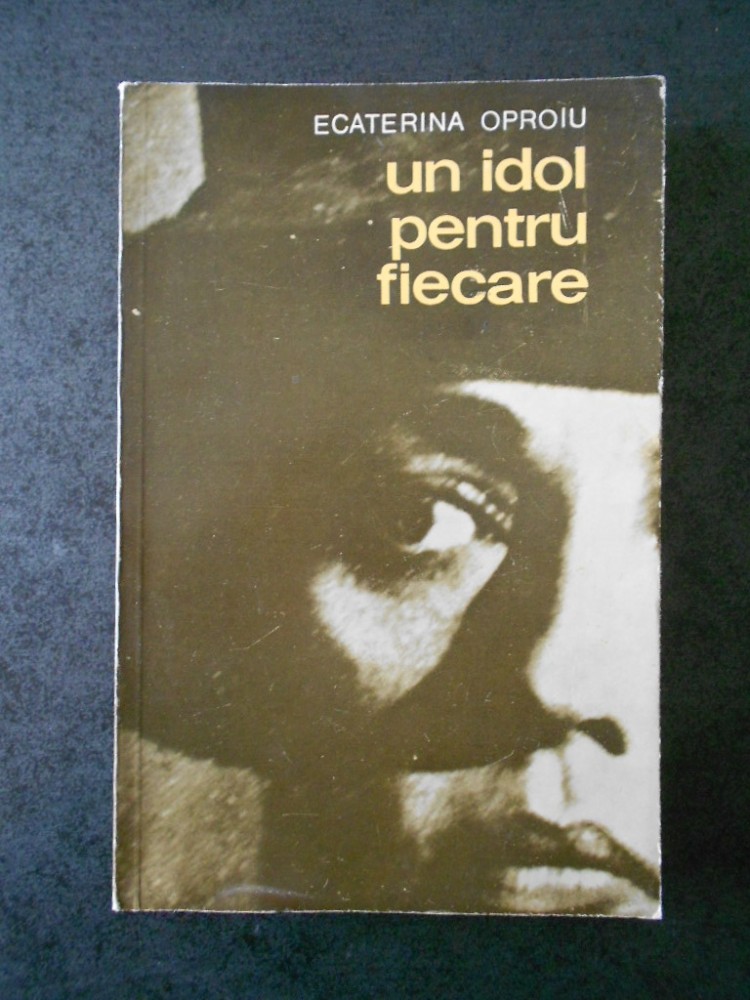 ECATERINA OPROIU
un idol
pentru
fiecare